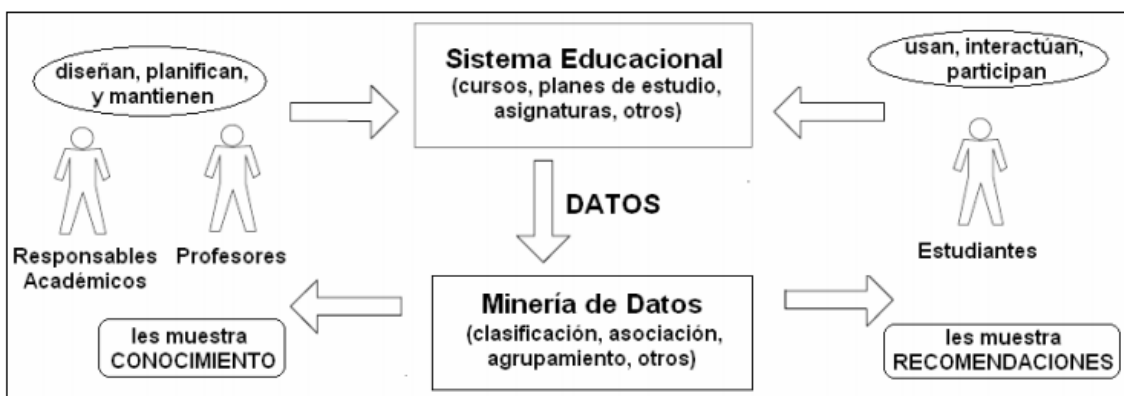 diseñan, planifican,
y mantienen
Sistema Educacional
(cursos, planes de estudio,
asignaturas, otros)
usan, interactúan,
participan
DATOS
Responsables
Académicos
Profesores
Estudiantes
Minería de Datos
(clasificación, asociación,
agrupamiento, otros)
les muestra
CONOCIMIENTO
les muestra
RECOMENDACIONES